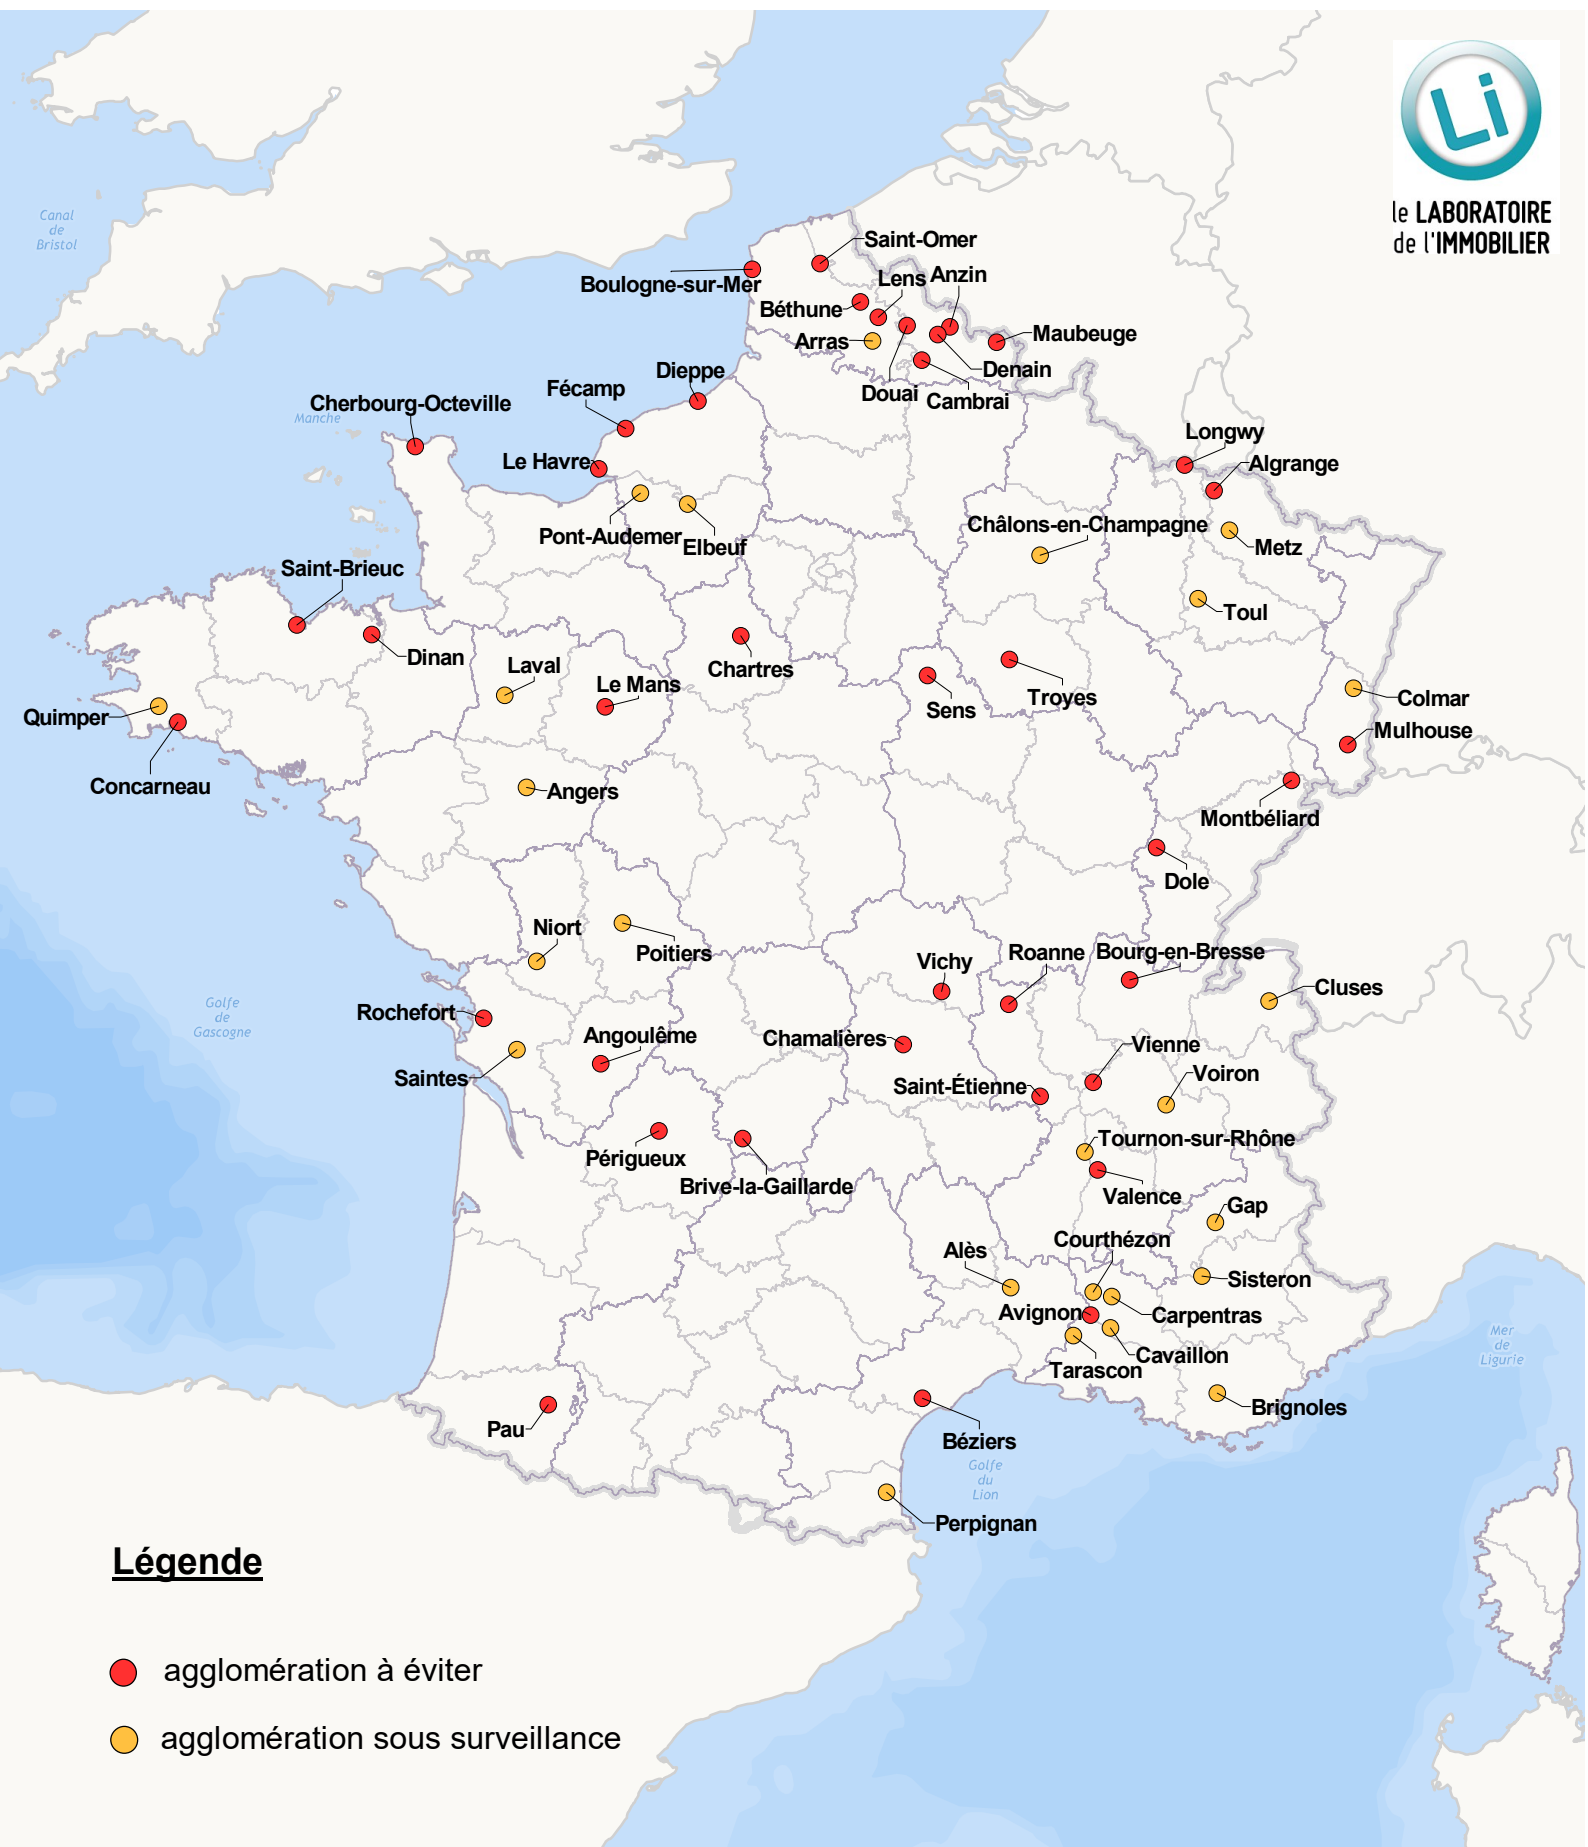 Li
le LABORATOIRE
de l'IMMOBILIER
Canal
de
Bristol
Saint-Omer
Boulogne-sur-Mer
Lens
Anzin
Béthune
Arras
Maubeuge
Denain
Douai
Cambrai
Dieppe
Fécamp
Cherbourg-Octeville
Manche
Le Havre
Longwy
Algrange
Pont-Audemer
Elbeuf
Châlons-en-Champagne
Metz
Saint-Brieuc
Toul
Dinan
Laval
Le Mans
Chartres
Sens
Troyes
Colmar
Quimper
Mulhouse
Concarneau
Angers
Montbéliard
Dole
Niort
Poitiers
Vichy
Roanne
Bourg-en-Bresse
Cluses
Golfe
de
Gascogne
Rochefort
Angoulême
Chamalières
Vienne
Saintes
Saint-Étienne
Voiron
Périgueux
Tournon-sur-Rhône
Brive-la-Gaillarde
Valence
Gap
Courthézon
Alès
Sisteron
Avignon
Carpentras
Cavaillon
Tarascon
Mer
de
Ligurie
Brignoles
Pau
Béziers
Golfe
du
Lion
Perpignan
Légende
agglomération à éviter
agglomération sous surveillance